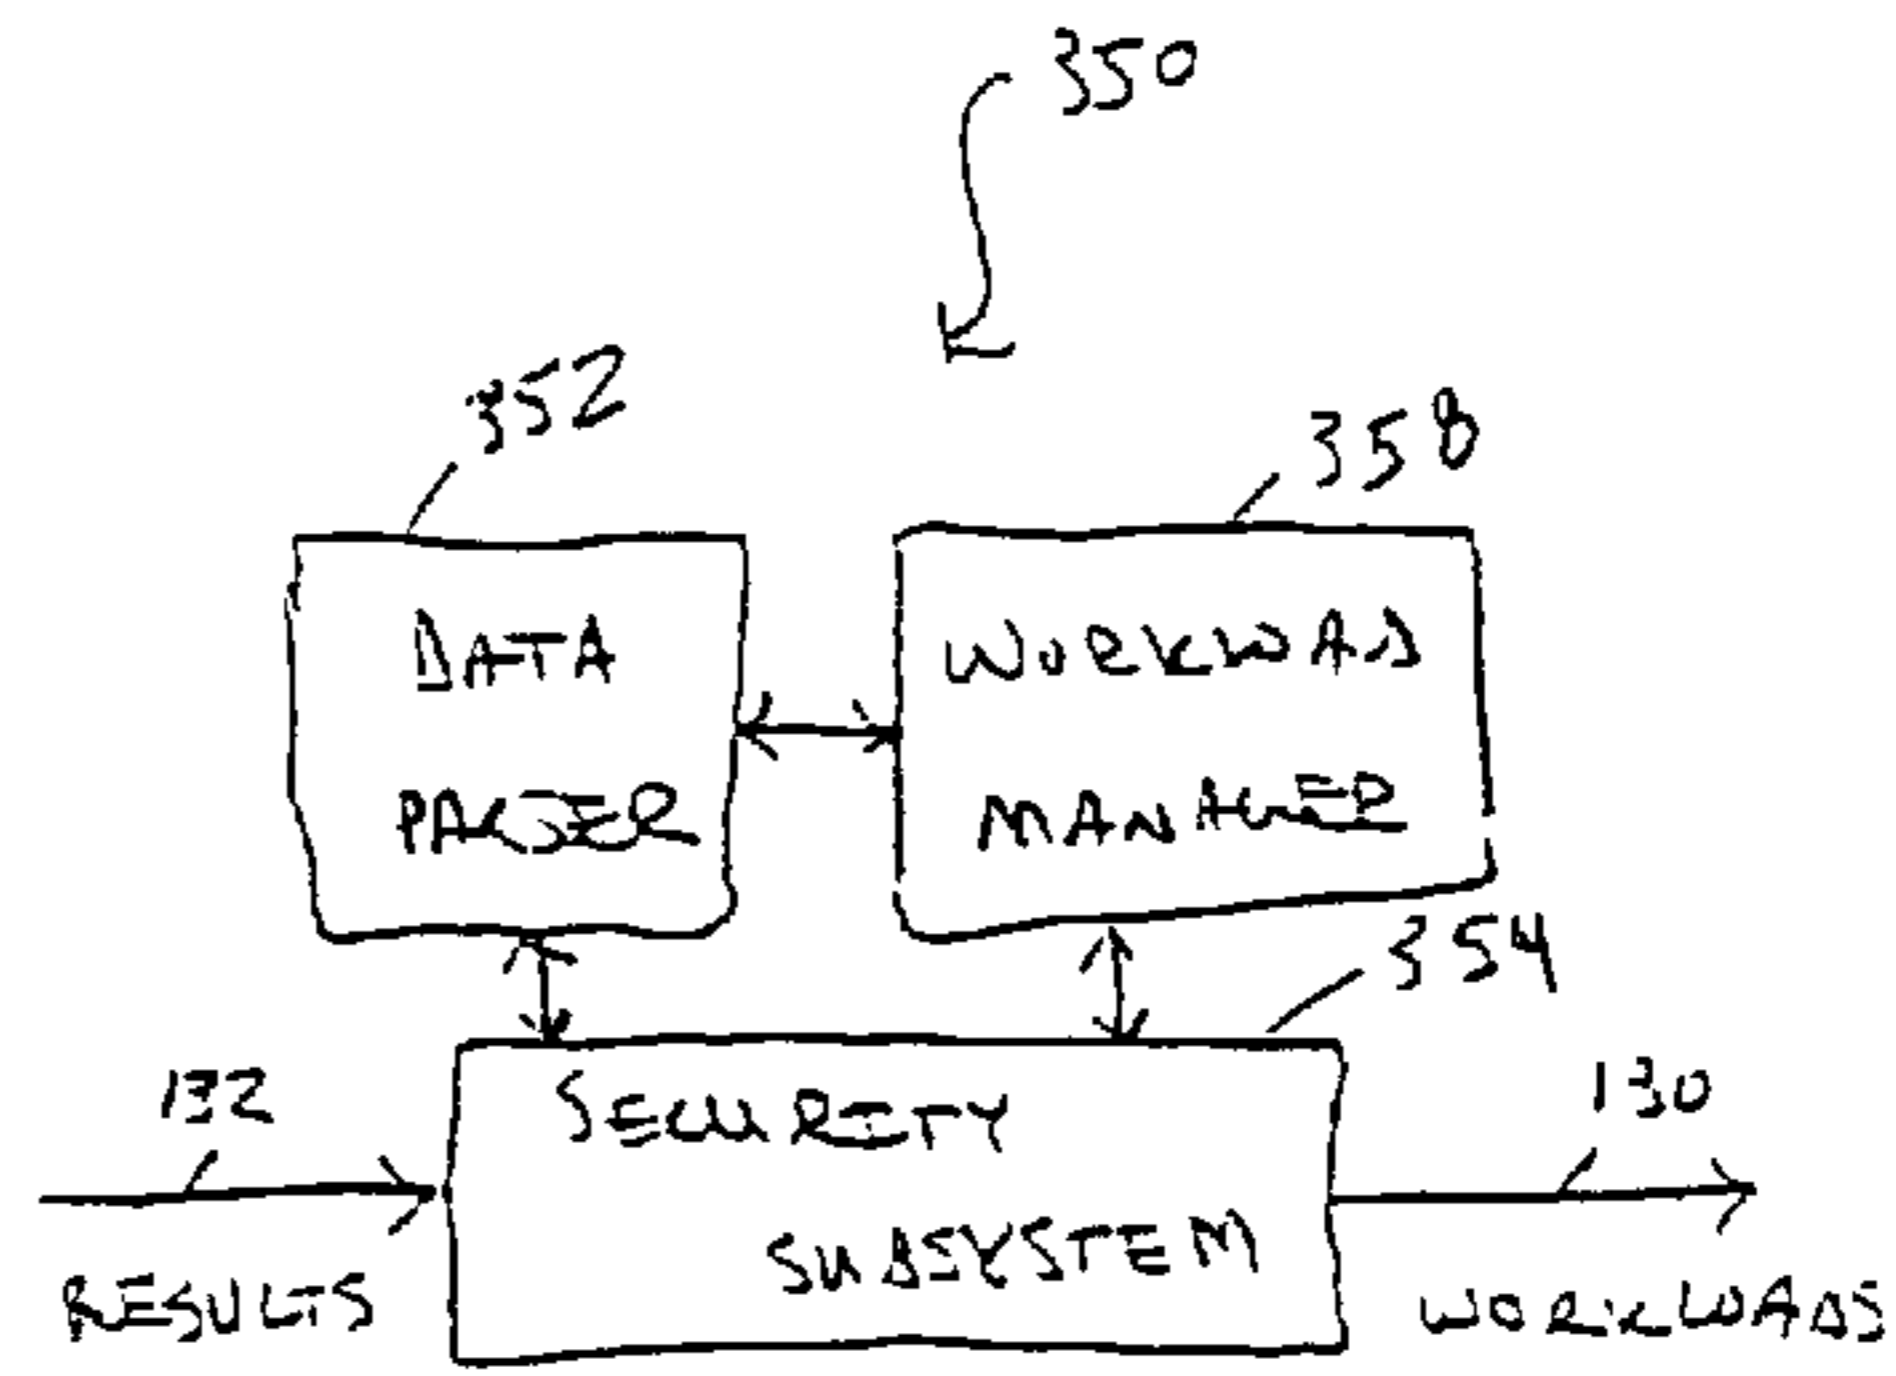 350
352
358
DATA
PARSER
WORKLOAD
MANAGER
354
132
130
SECURITY
SUBSYSTEM
RESULTS
WORKLOADS